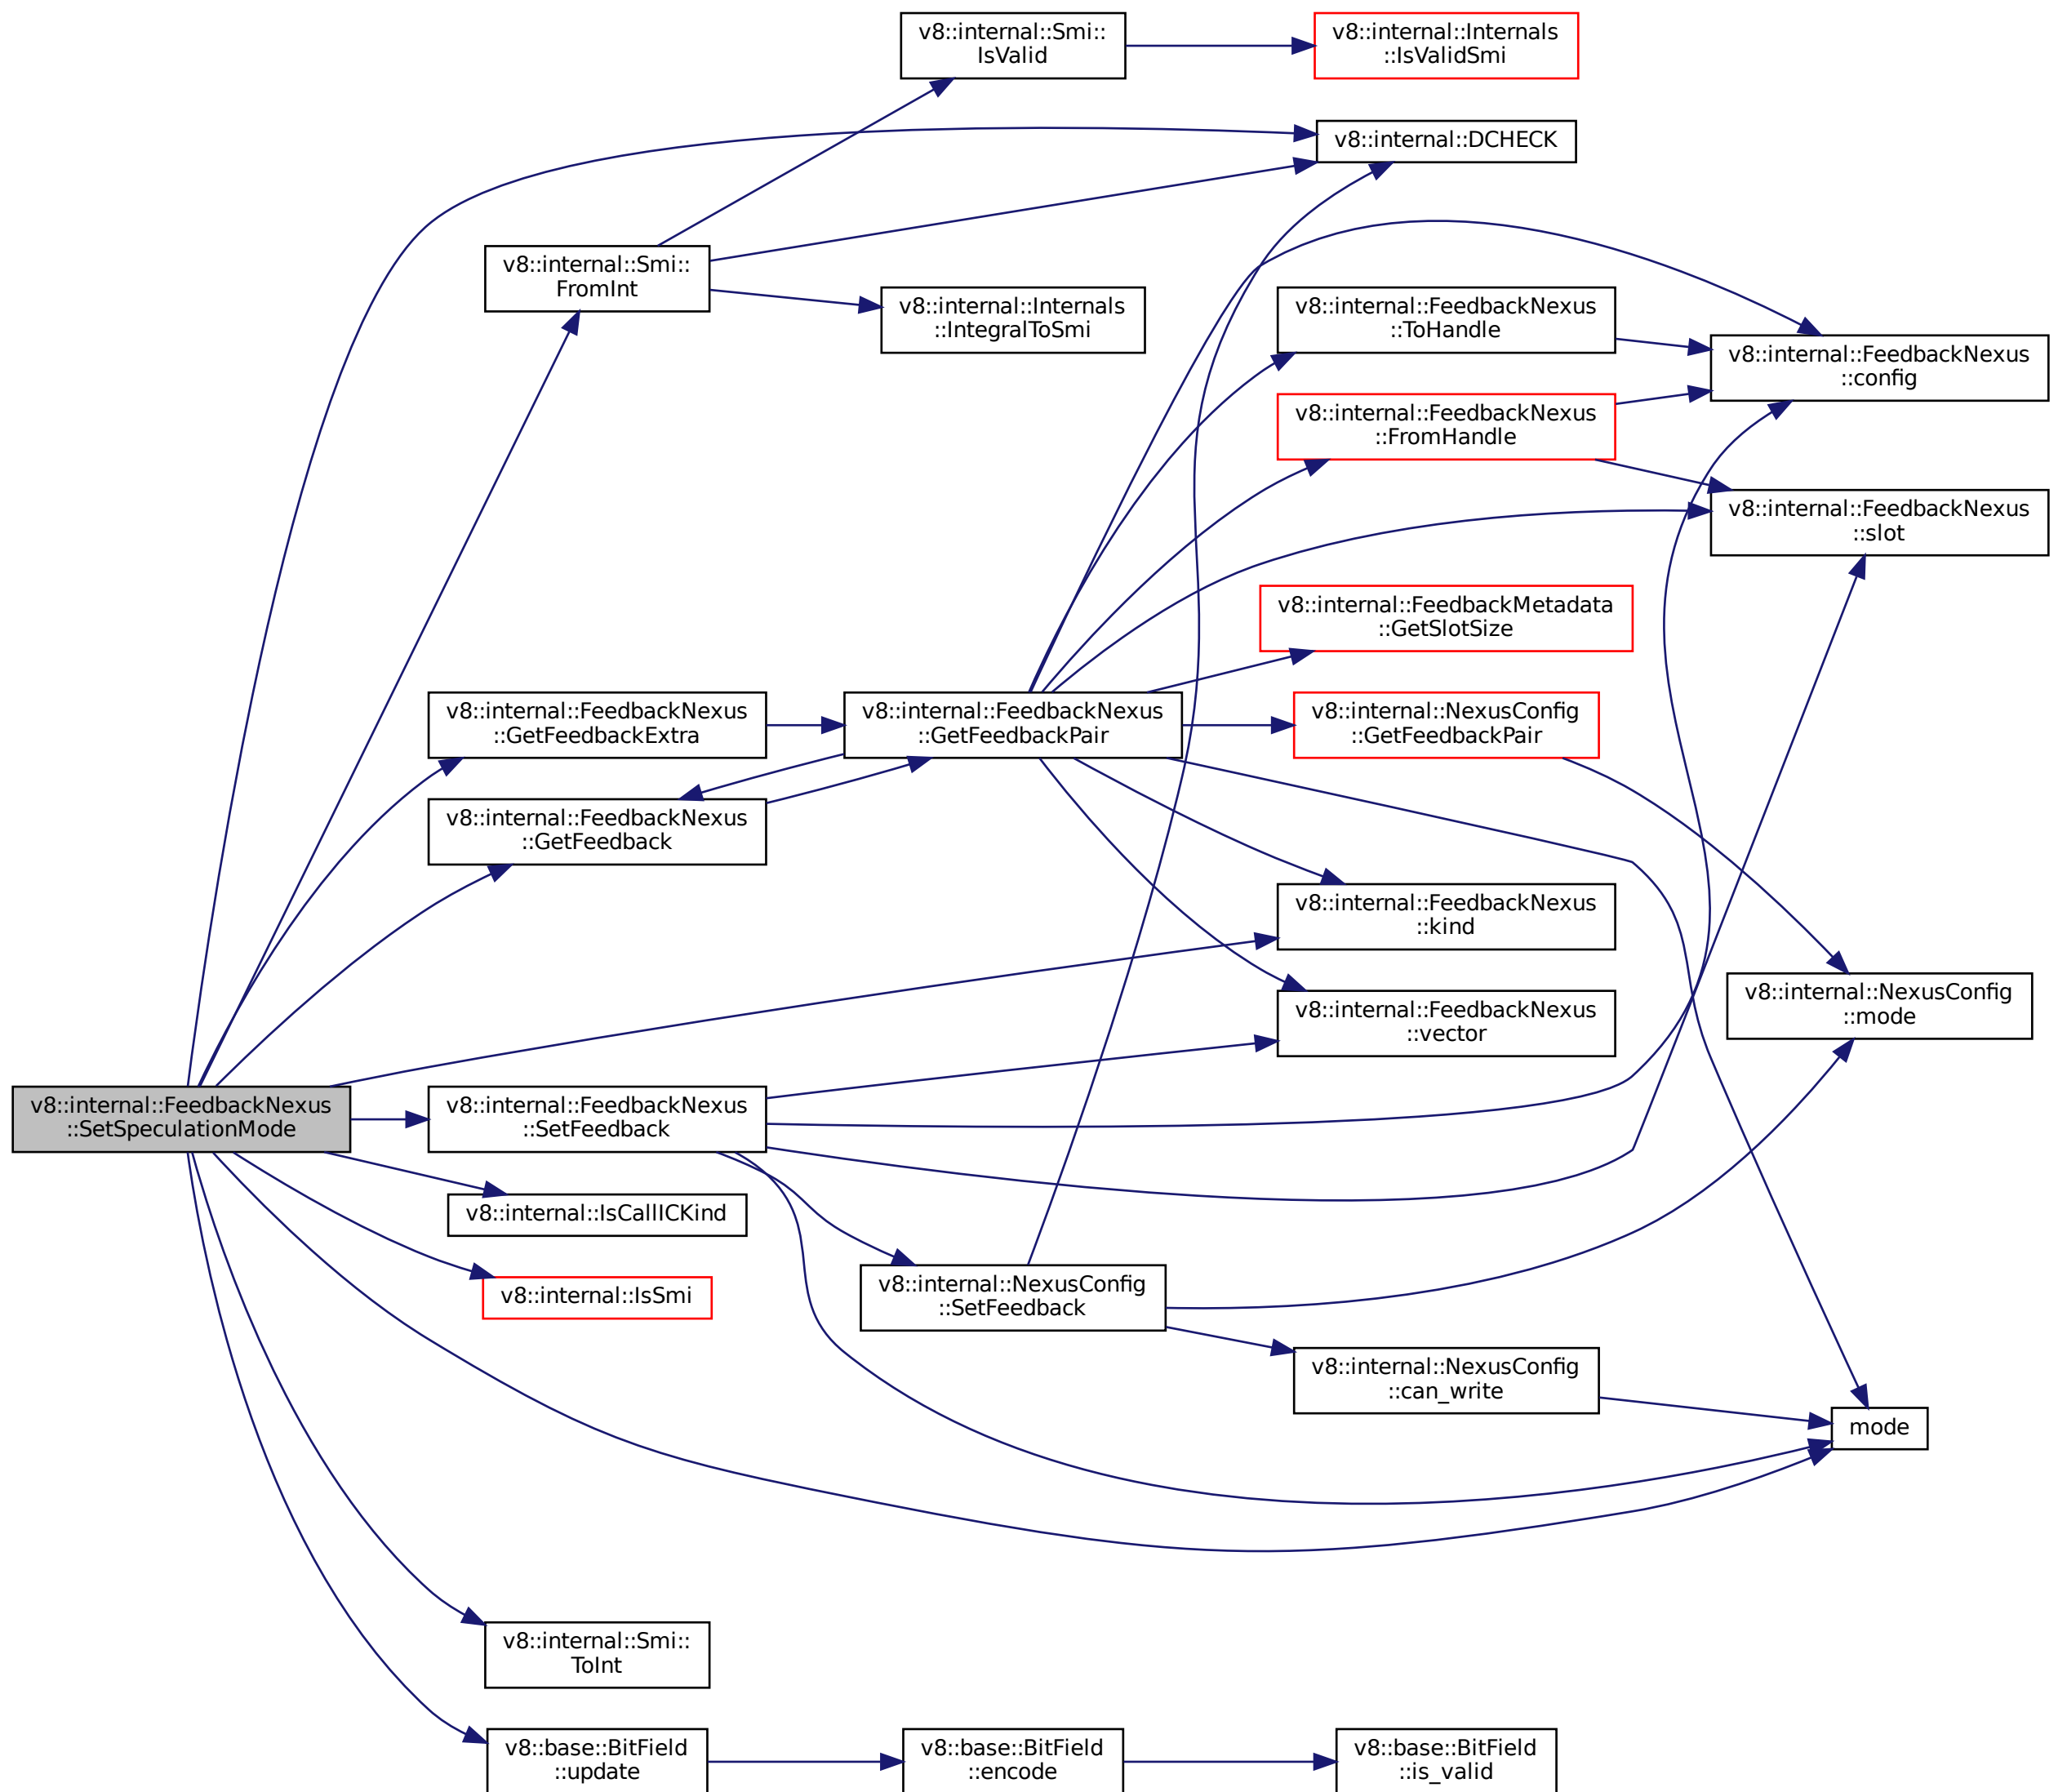 v8::internal::Smi::
IsValid
v8::internal::Internals
::IsValidSmi
v8::internal::DCHECK
v8::internal::Smi::
FromInt
v8::internal::Internals
::IntegralToSmi
v8::internal::FeedbackNexus
::ToHandle
v8::internal::FeedbackNexus
::config
v8::internal::FeedbackNexus
::FromHandle
v8::internal::FeedbackNexus
::slot
v8::internal::FeedbackMetadata
::GetSlotSize
v8::internal::FeedbackNexus
::GetFeedbackExtra
v8::internal::FeedbackNexus
::GetFeedbackPair
v8::internal::NexusConfig
::GetFeedbackPair
v8::internal::FeedbackNexus
::GetFeedback
v8::internal::FeedbackNexus
::kind
v8::internal::FeedbackNexus
::vector
v8::internal::NexusConfig
::mode
v8::internal::FeedbackNexus
::SetSpeculationMode
v8::internal::FeedbackNexus
::SetFeedback
v8::internal::IsCallICKind
v8::internal::IsSmi
v8::internal::NexusConfig
::SetFeedback
v8::internal::NexusConfig
::can_write
mode
v8::internal::Smi::
ToInt
v8::base::BitField
::update
v8::base::BitField
::encode
v8::base::BitField
::is_valid